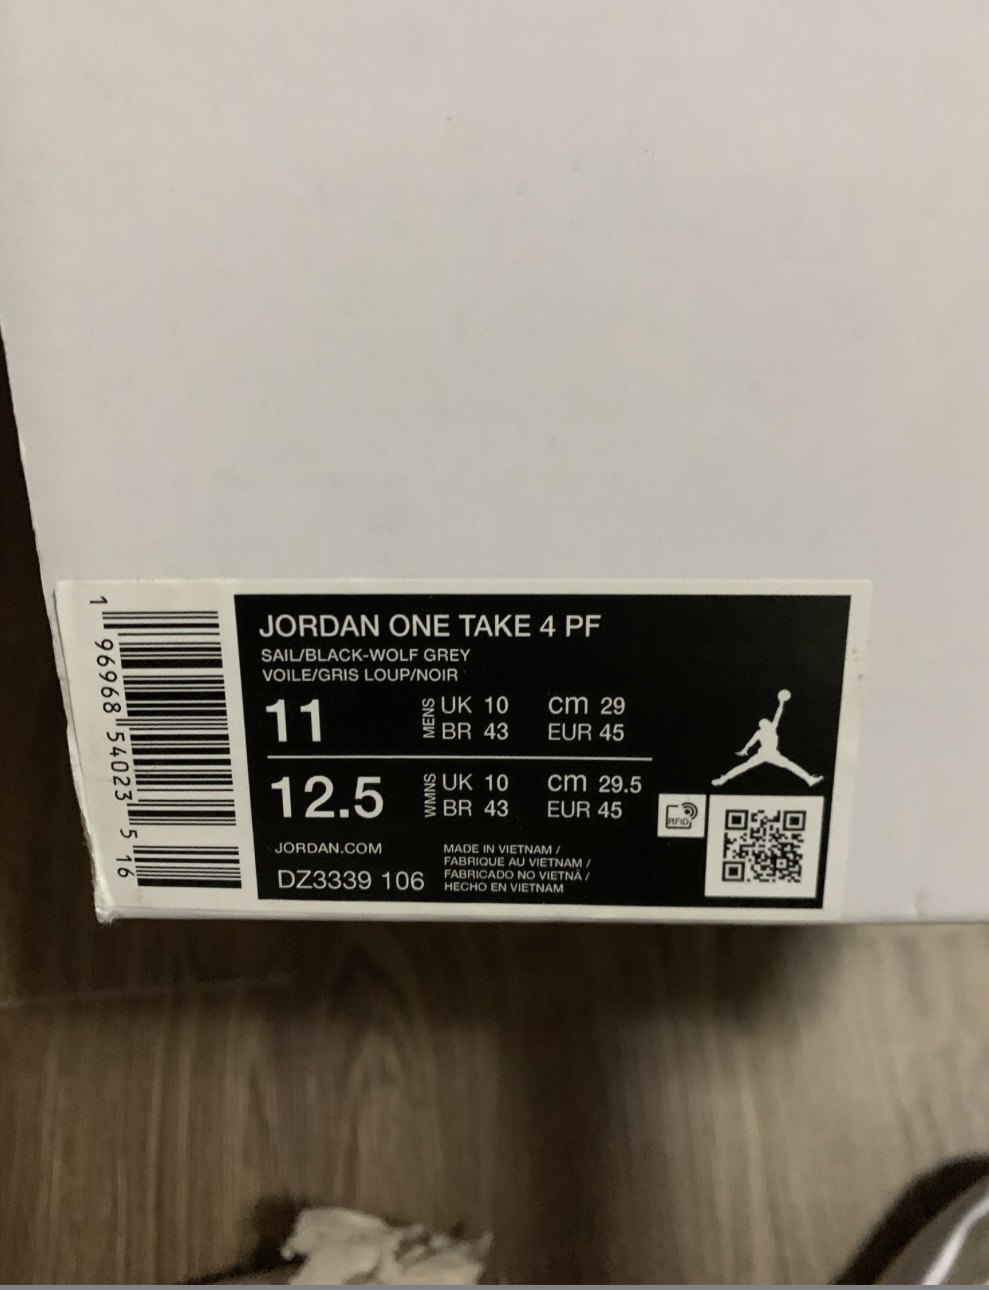 JORDAN ONE TAKE 4 PF
SAIL/BLACK-WOLF GREY
VOILE/GRIS LOUP/NOIR
11 MENS UK 10 cm 29
BR 43 EUR 45
12.5 WMNS UK 10 cm 29.5
BR 43 EUR 45
RFID
JORDAN.COM
DZ3339 106
MADE IN VIETNAM /
FABRIQUE AU VIETNAM /
FABRICADO NO VIETNÃ /
HECHO EN VIETNAM
1 96968 54023 5 16